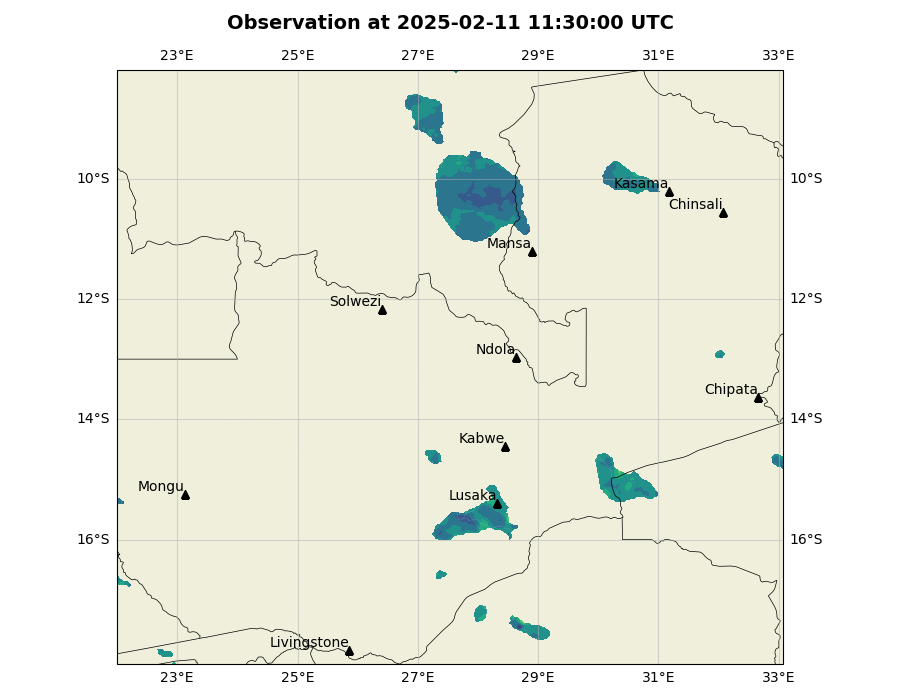 Observation at 2025-02-11 11:30:00 UTC
23°E 25°E 27°E 29°E 31°E 33°E
10°S 10°S
Kasama
Chinsali
Mansa
12°S 12°S
Solwezi
Ndola
Chipata
14°S 14°S
Kabwe
Mongu
Lusaka
16°S 16°S
Livingstone
23°E 25°E 27°E 29°E 31°E 33°E